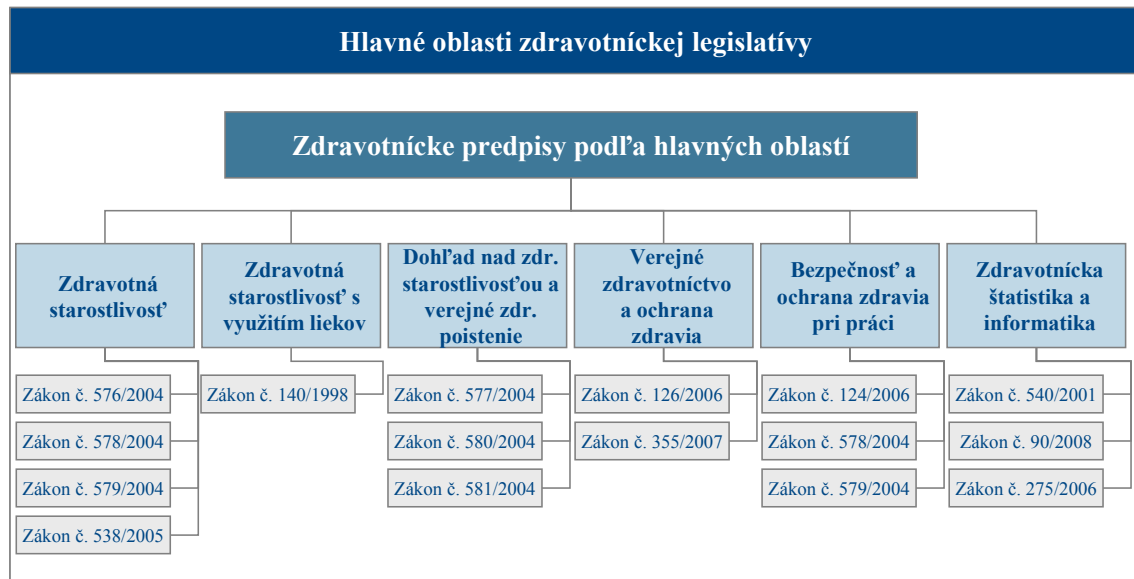 Hlavné oblasti zdravotníckej legislatívy
Zdravotnícke predpisy podľa hlavných oblastí
Zdravotná
starostlivosť
Zdravotná
starostlivosť s
využitím liekov
Dohľad nad zdr.
starostlivosťou a
verejné zdr.
poistenie
Verejné
zdravotníctvo
a ochrana
zdravia
Bezpečnosť a
ochrana zdravia
pri práci
Zdravotnícka
štatistika a
informatika
Zákon č. 576/2004
Zákon č. 578/2004
Zákon č. 579/2004
Zákon č. 538/2005
Zákon č. 140/1998
Zákon č. 577/2004
Zákon č. 580/2004
Zákon č. 581/2004
Zákon č. 126/2006
Zákon č. 355/2007
Zákon č. 124/2006
Zákon č. 578/2004
Zákon č. 579/2004
Zákon č. 540/2001
Zákon č. 90/2008
Zákon č. 275/2006